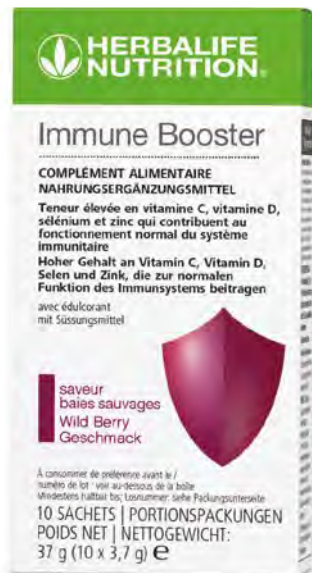 HERBALIFE
NUTRITION®
Immune Booster
COMPLÉMENT ALIMENTAIRE
NAHRUNGSERGÄNZUNGSMITTEL
Teneur élevée en vitamine C, vitamine D,
sélénium et zinc qui contribuent au
fonctionnement normal du système
immunitaire
Hoher Gehalt an Vitamin C, Vitamin D,
Selen und Zink, die zur normalen
Funktion des Immunsystems beitragen
avec édulcorant
mit Süssungsmittel
saveur
baies sauvages
Wild Berry
Geschmack
À consommer de préférence avant le /
numéro de lot : voir au-dessous de la boîte
Mindestens haltbar bis; Losnummer: siehe Packungsunterseite
10 SACHETS | PORTIONSPACKUNGEN
POIDS NET | NETTOGEWICHT:
37 g (10 x 3,7 g) ℮